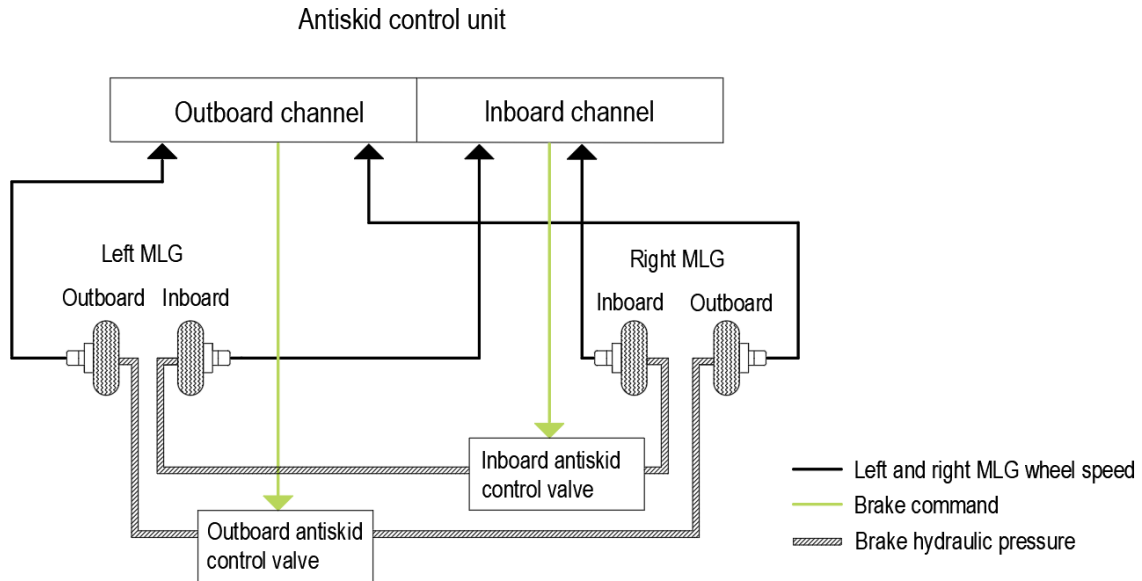 Antiskid control unit
Outboard channel
Inboard channel
Left MLG
Outboard
Inboard
Right MLG
Inboard
Outboard
Inboard antiskid
control valve
Outboard antiskid
control valve
Left and right MLG wheel speed
Brake command
Brake hydraulic pressure